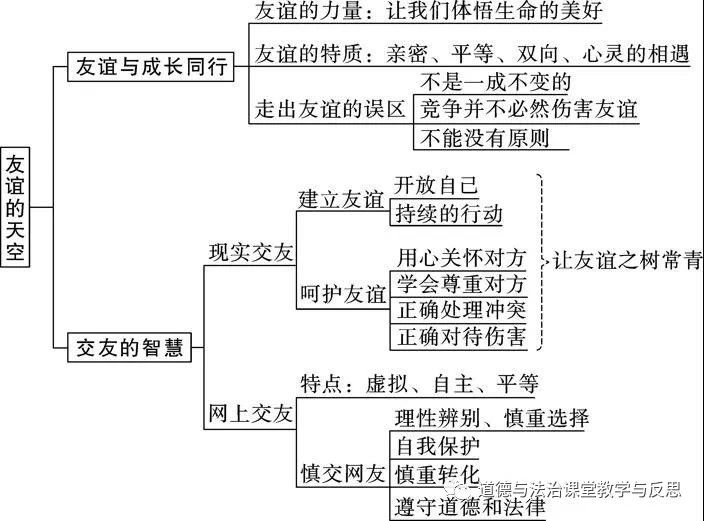 友谊的天空
友谊与成长同行
友谊的力量：让我们体悟生命的美好
友谊的特质：亲密、平等、双向、心灵的相遇
走出友谊的误区
不是一成不变的
竞争并不必然伤害友谊
不能没有原则
交友的智慧
现实交友
建立友谊
开放自己
持续的行动
呵护友谊
用心关怀对方
学会尊重对方
正确处理冲突
正确对待伤害
让友谊之树常青
网上交友
特点：虚拟、自主、平等
慎交网友
理性辨别、慎重选择
自我保护
慎重转化
遵守道德和法律
道德与法治课堂教学与反思